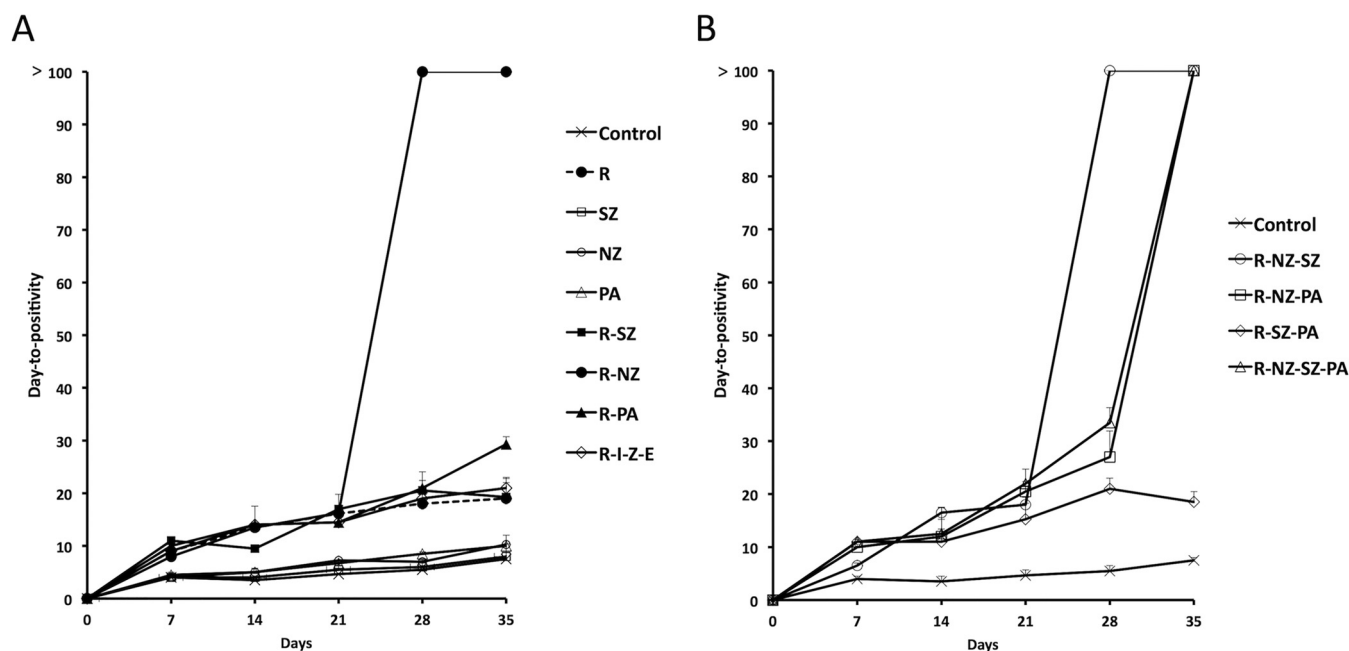 A
> 100
90
80
70
60
50
40
30
20
10
0
Day-to-positivity
0 7 14 21 28 35
Days
Control
R
SZ
NZ
PA
R-SZ
R-NZ
R-PA
R-I-Z-E
B
> 100
90
80
70
60
50
40
30
20
10
0
Day-to-positivity
0 7 14 21 28 35
Days
Control
R-NZ-SZ
R-NZ-PA
R-SZ-PA
R-NZ-SZ-PA